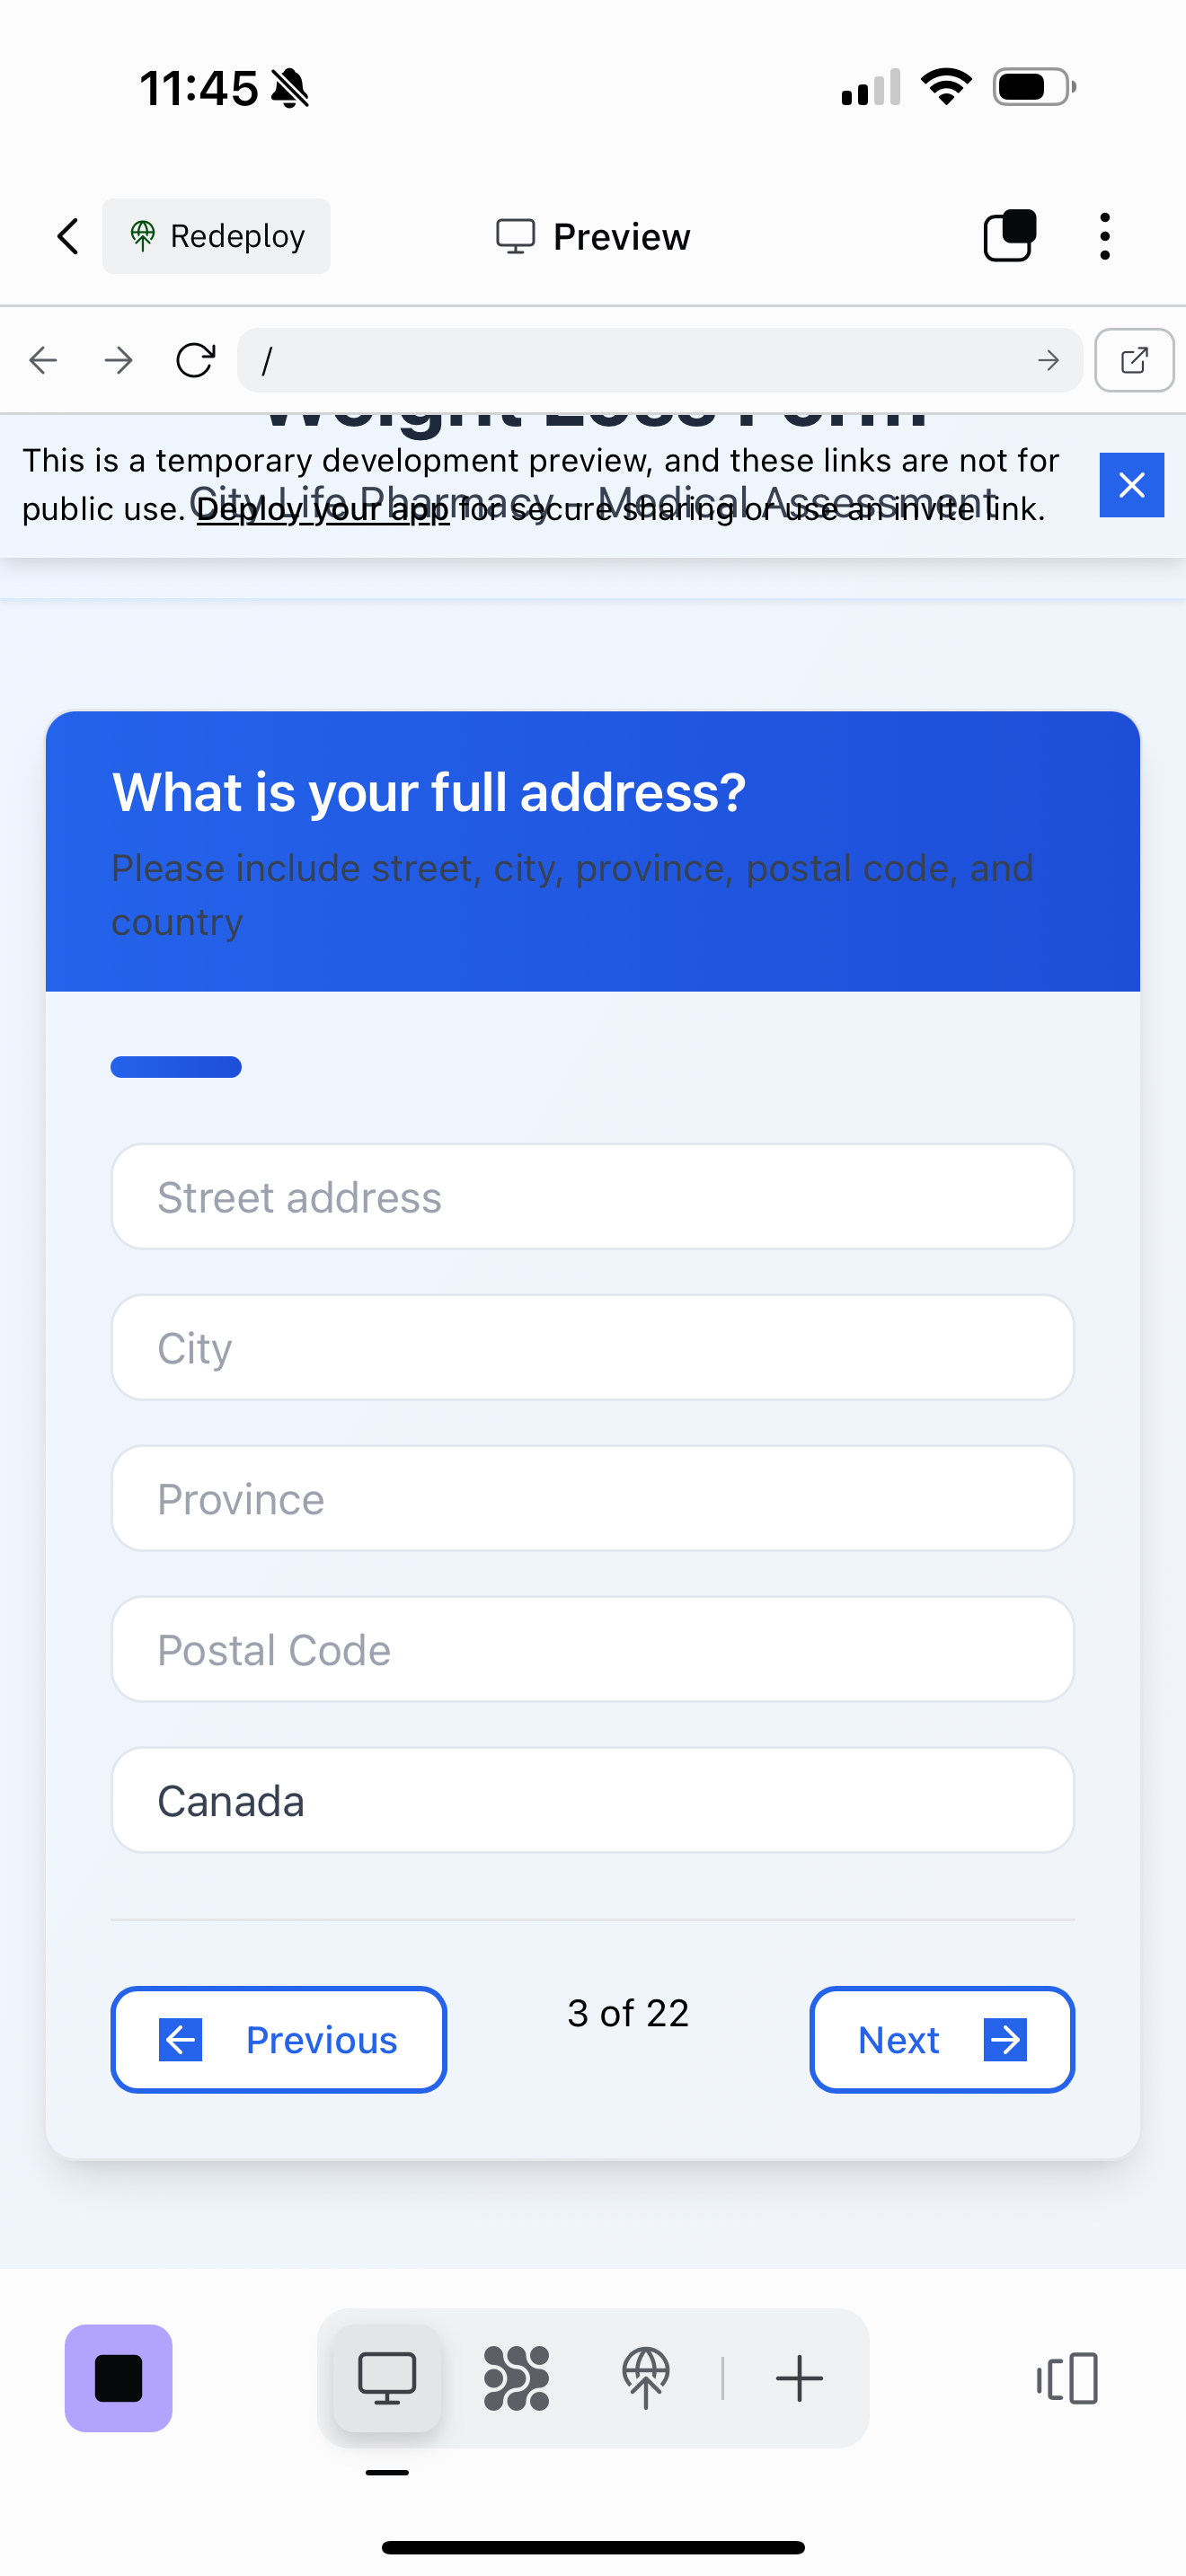 11:45
Redeploy
Preview
/
Weight Loss Form
This is a temporary development preview, and these links are not for
public use. Deploy your app for secure sharing or use an invite link.
City Life Pharmacy - Medical Assessment
What is your full address?
Please include street, city, province, postal code, and
country
Street address
City
Province
Postal Code
Canada
Previous
3 of 22
Next